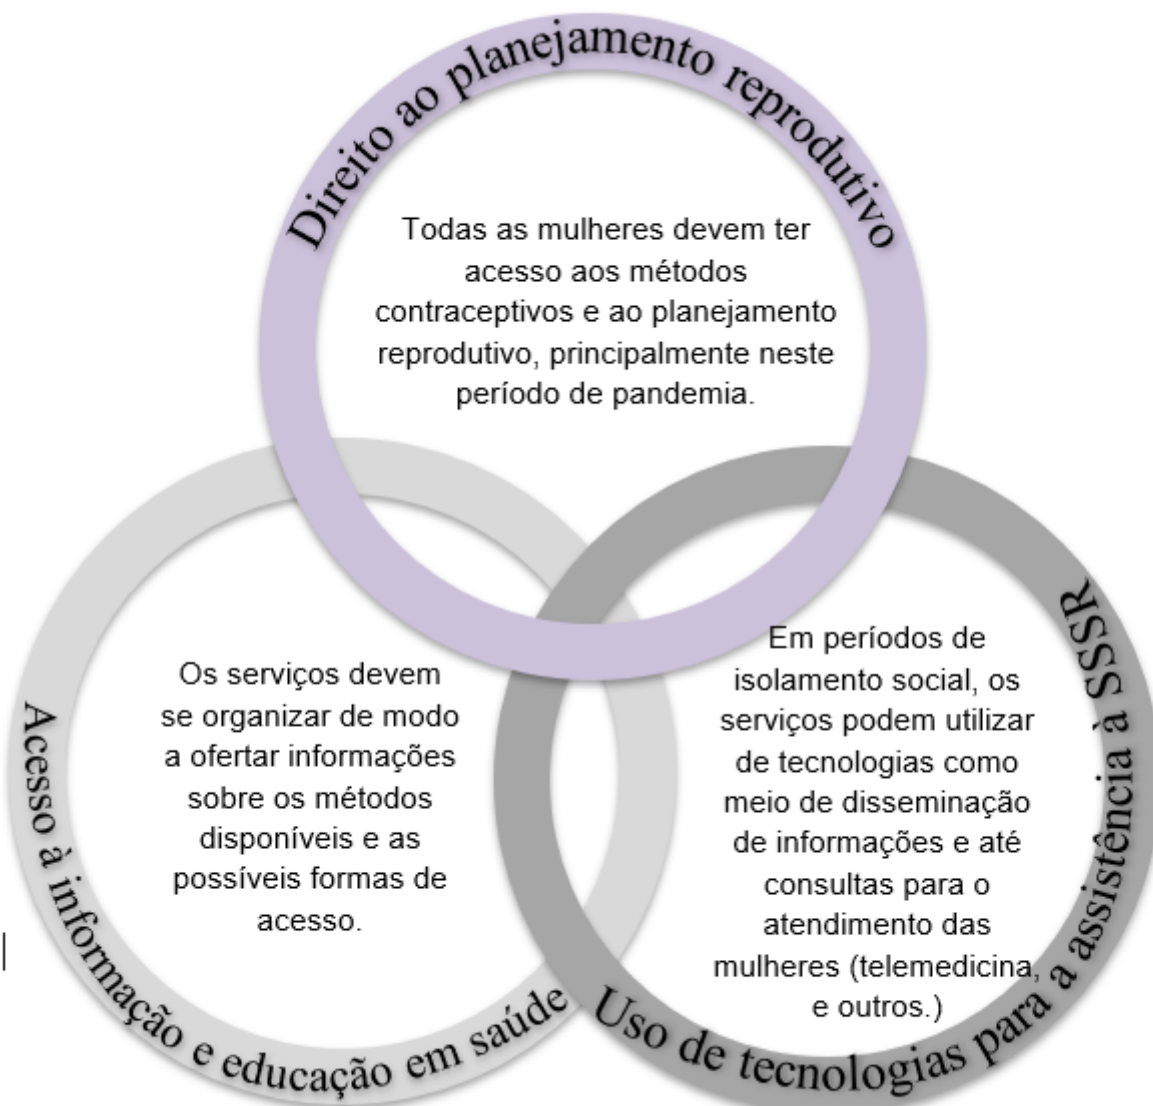 Direito ao planejamento reprodutivo
Todas as mulheres devem ter
acesso aos métodos
contraceptivos e ao planejamento
reprodutivo, principalmente neste
período de pandemia.
Acesso à informação e educação em saúde
Os serviços devem
se organizar de modo
a ofertar informações
sobre os métodos
disponíveis e as
possíveis formas de
acesso.
Uso de tecnologias para a assistência à SSSR
Em períodos de
isolamento social, os
serviços podem utilizar
de tecnologias como
meio de disseminação
de informações e até
consultas para o
atendimento das
mulheres (telemedicina,
e outros.)